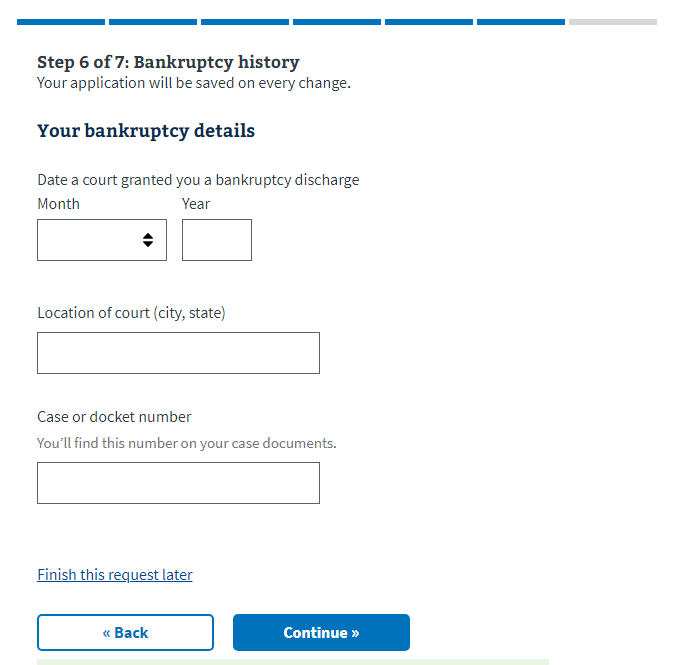 Step 6 of 7: Bankruptcy history
Your application will be saved on every change.
Your bankruptcy details
Date a court granted you a bankruptcy discharge
Month Year
Location of court (city, state)
Case or docket number
You’ll find this number on your case documents.
Finish this request later
« Back Continue »